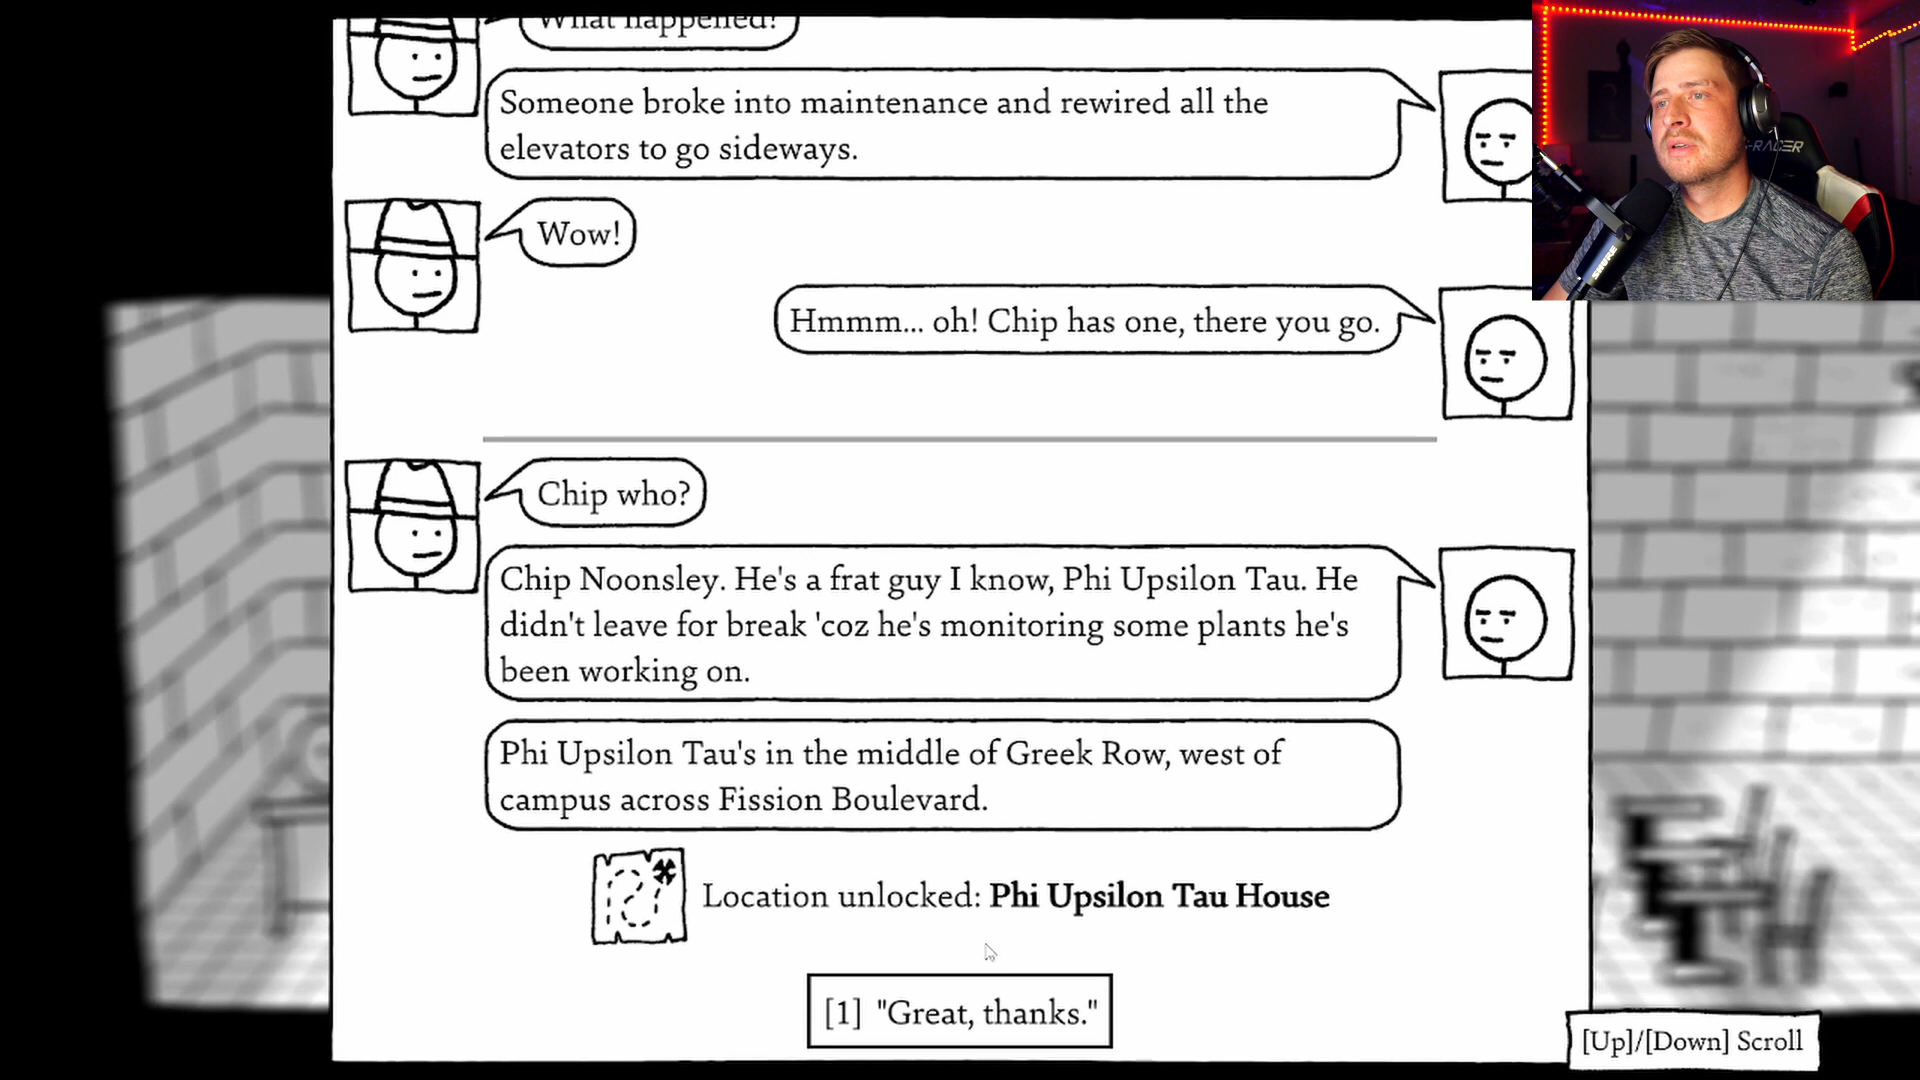 What happened?
Someone broke into maintenance and rewired all the
elevators to go sideways.
Wow!
Hmmm... oh! Chip has one, there you go.
Chip who?
Chip Noonsley. He's a frat guy I know, Phi Upsilon Tau. He
didn't leave for break 'coz he's monitoring some plants he's
been working on.
Phi Upsilon Tau's in the middle of Greek Row, west of
campus across Fission Boulevard.
Location unlocked: Phi Upsilon Tau House
[1] "Great, thanks."
[Up]/[Down] Scroll
SHURE